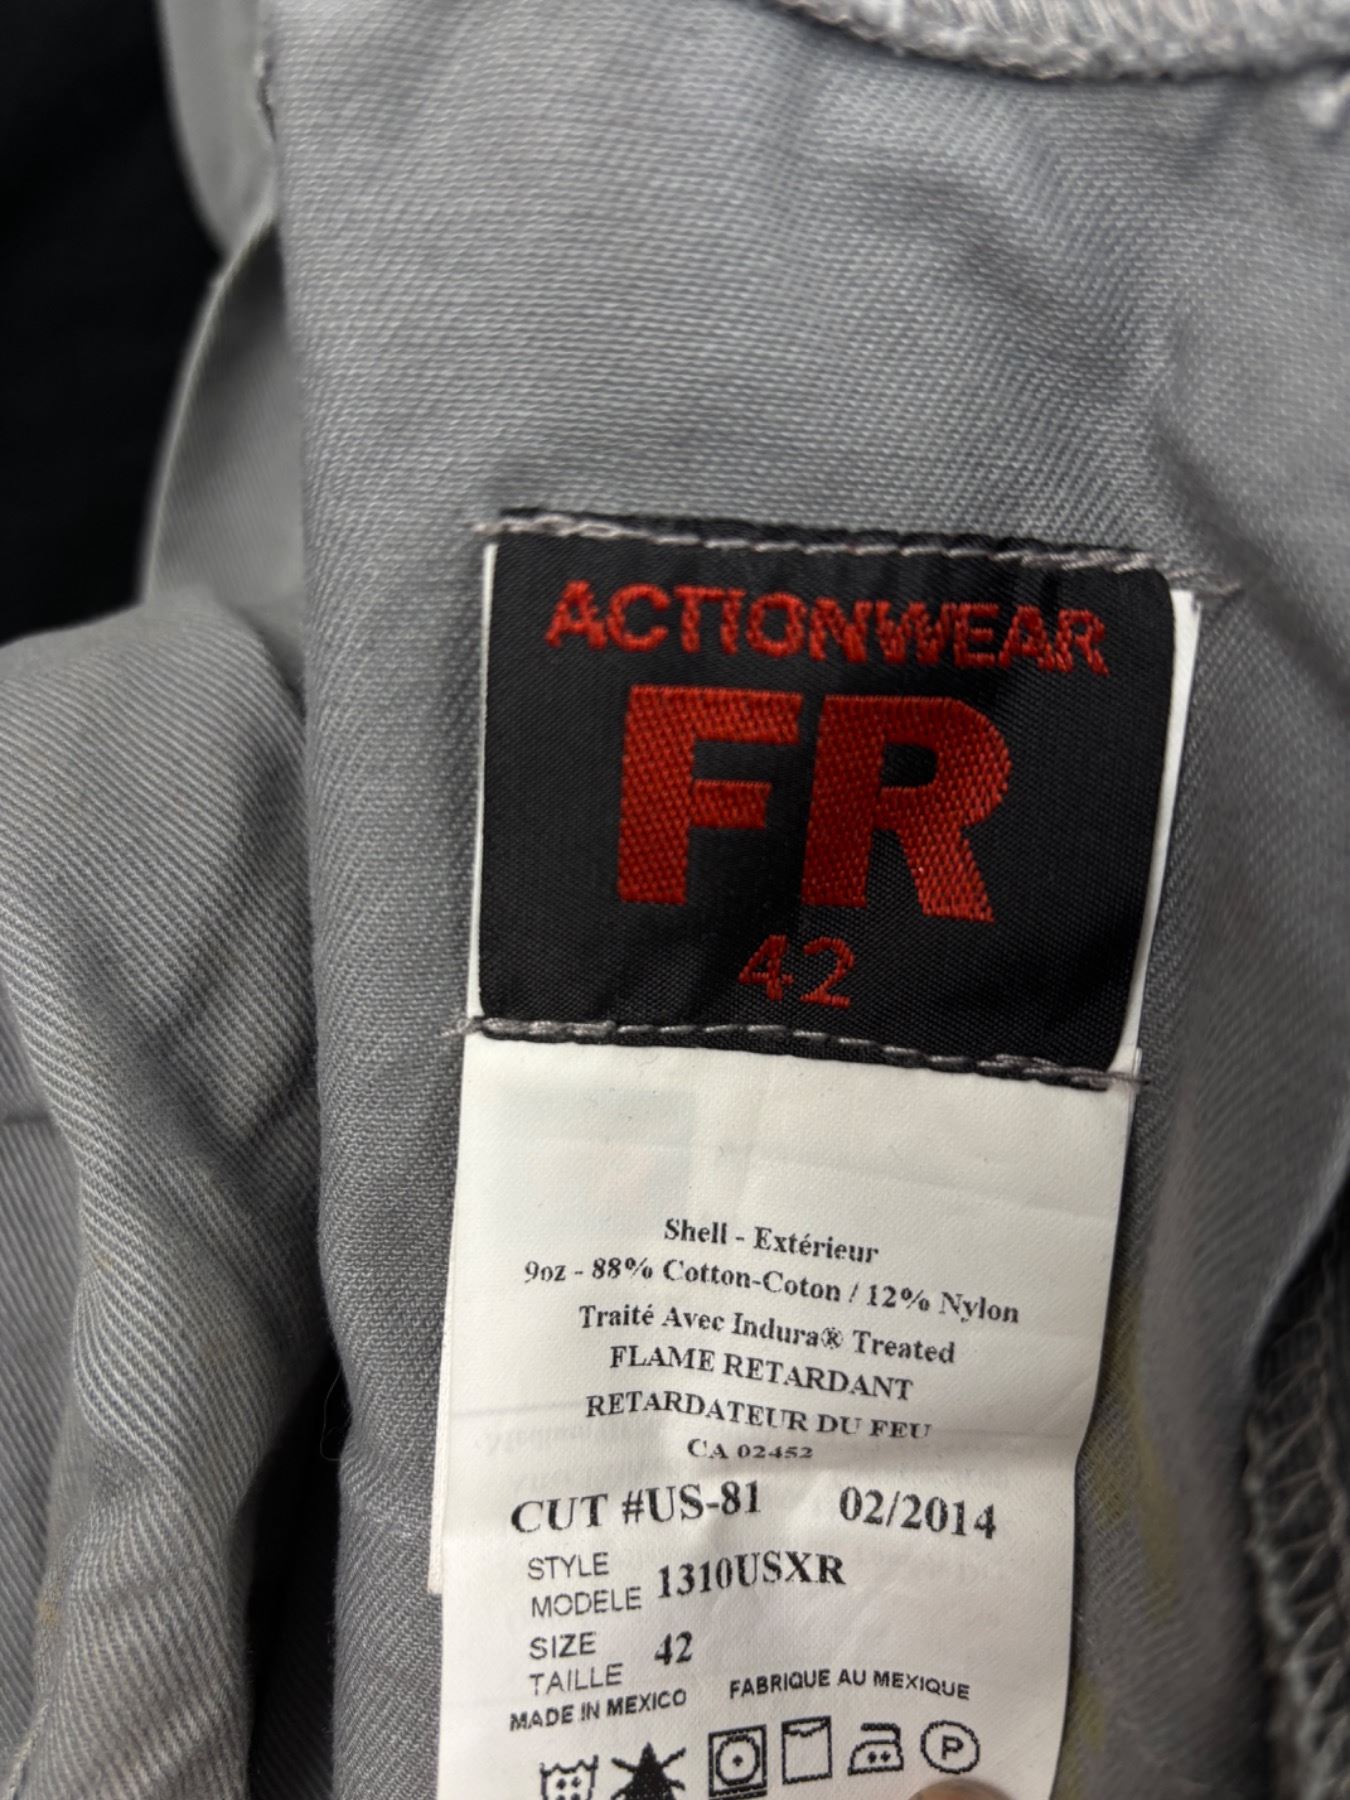 ACTIONWEAR
FR
42
Shell - Extérieur
9oz - 88% Cotton-Coton / 12% Nylon
Traité Avec Indura® Treated
FLAME RETARDANT
RETARDATEUR DU FEU
CA 02452
CUT #US-81 02/2014
STYLE
MODELE 1310USXR
SIZE
TAILLE 42
MADE IN MEXICO FABRIQUE AU MEXIQUE
P